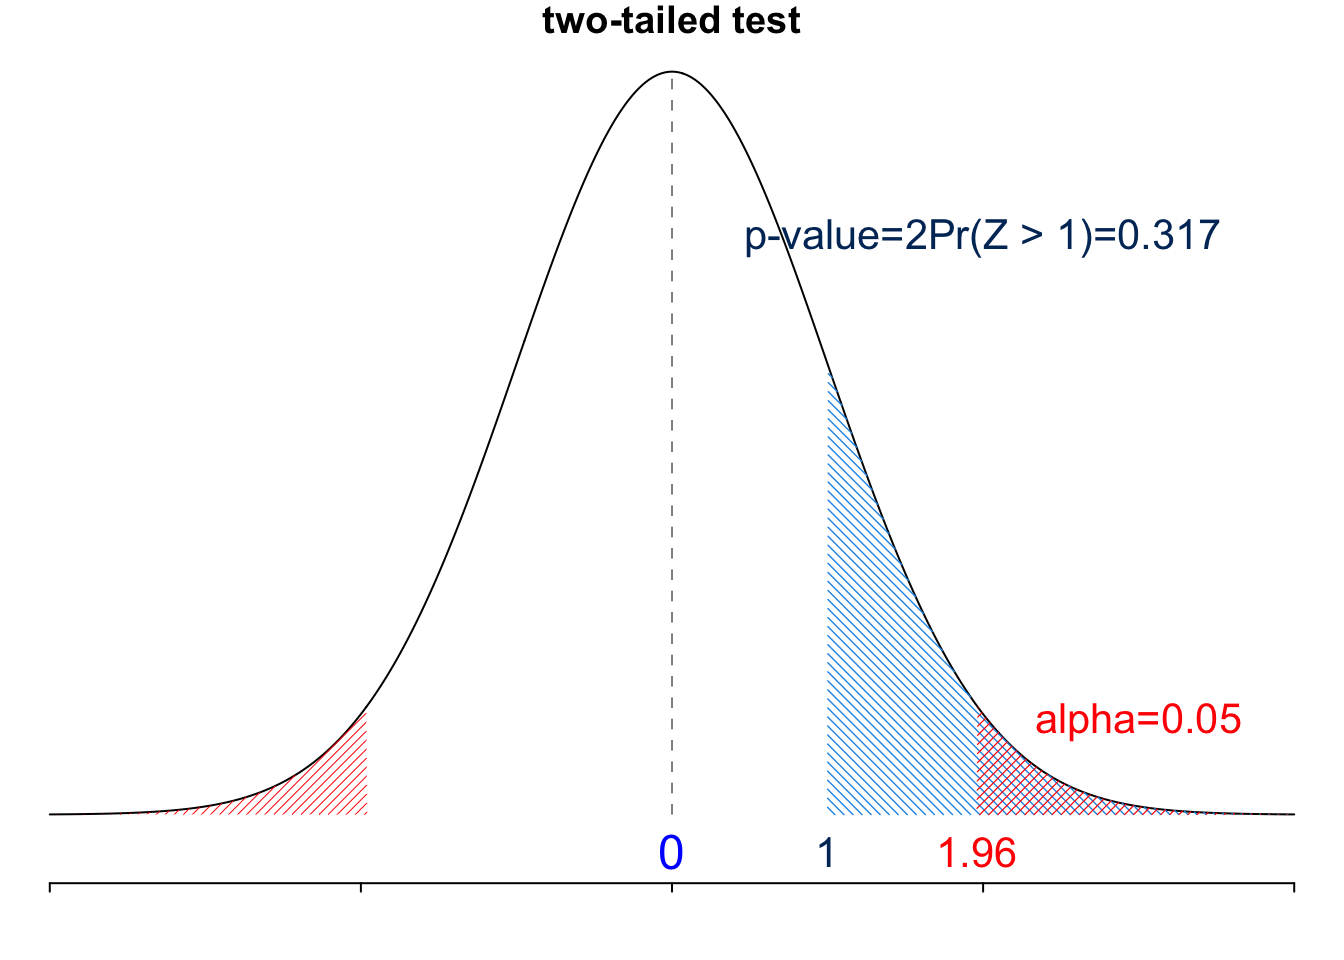 two-tailed test
p-value=2Pr(Z > 1)=0.317
alpha=0.05
0 1 1.96